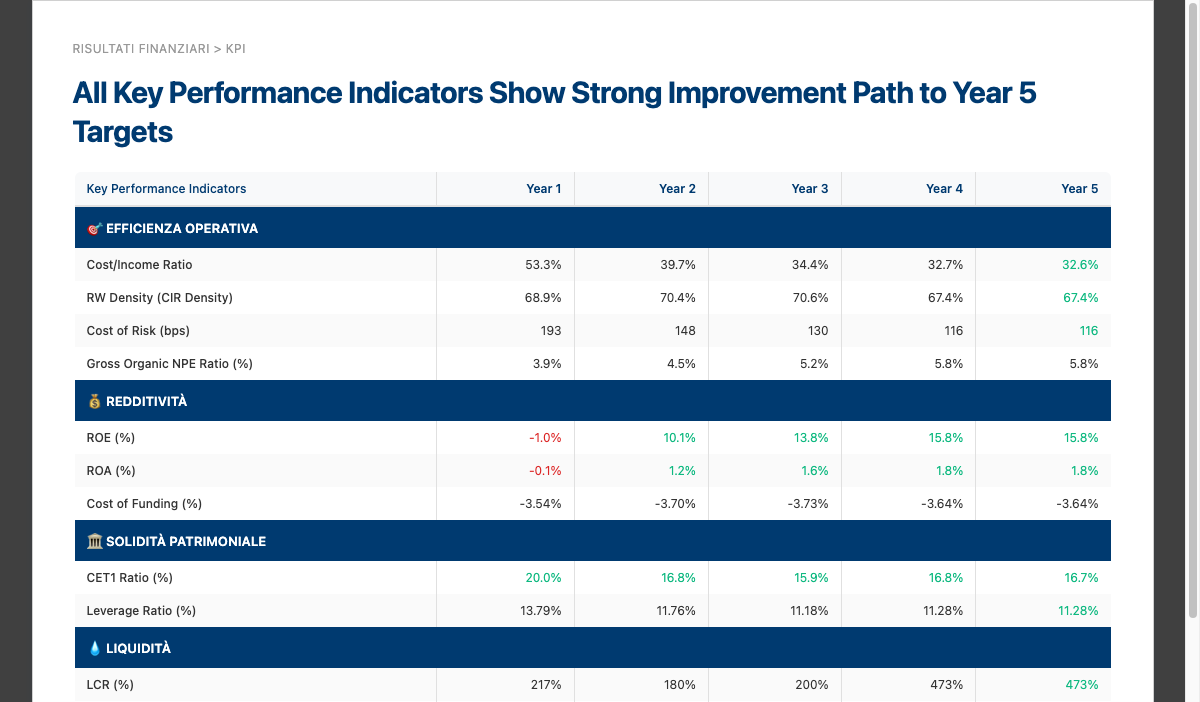 RISULTATI FINANZIARI > KPI
All Key Performance Indicators Show Strong Improvement Path to Year 5
Targets
Key Performance Indicators Year 1 Year 2 Year 3 Year 4 Year 5
EFFICIENZA OPERATIVA
Cost/Income Ratio 53.3% 39.7% 34.4% 32.7% 32.6%
RW Density (CIR Density) 68.9% 70.4% 70.6% 67.4% 67.4%
Cost of Risk (bps) 193 148 130 116 116
Gross Organic NPE Ratio (%) 3.9% 4.5% 5.2% 5.8% 5.8%
REDDITIVITÀ
ROE (%) -1.0% 10.1% 13.8% 15.8% 15.8%
ROA (%) -0.1% 1.2% 1.6% 1.8% 1.8%
Cost of Funding (%) -3.54% -3.70% -3.73% -3.64% -3.64%
SOLIDITÀ PATRIMONIALE
CET1 Ratio (%) 20.0% 16.8% 15.9% 16.8% 16.7%
Leverage Ratio (%) 13.79% 11.76% 11.18% 11.28% 11.28%
LIQUIDITÀ
LCR (%) 217% 180% 200% 473% 473%